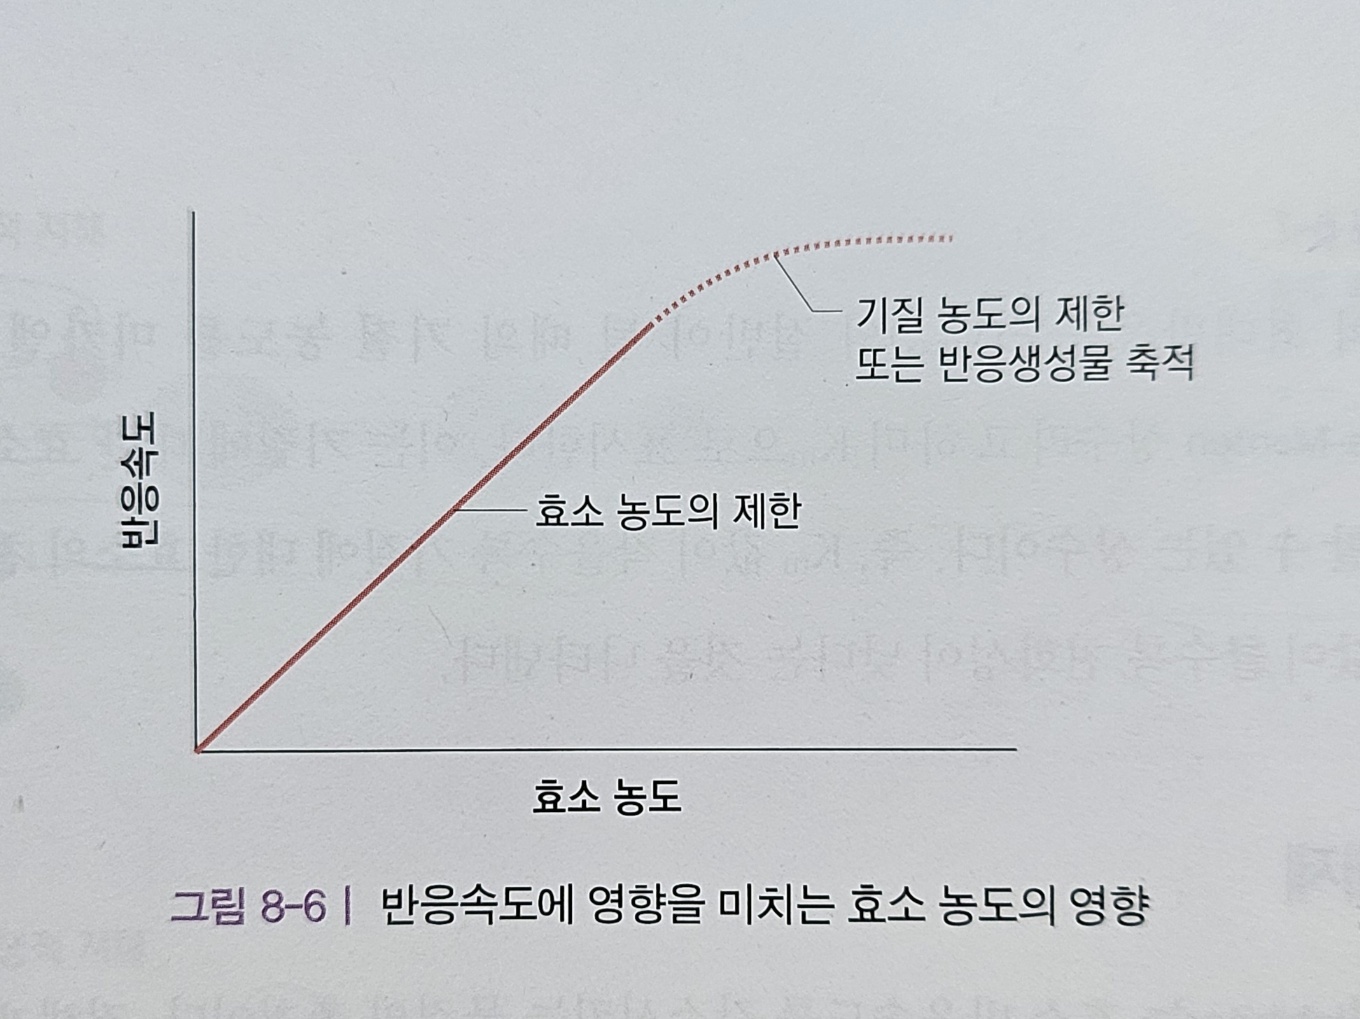 기질 농도의 제한
또는 반응생성물 축적
반응속도
효소 농도의 제한
효소 농도
그림 8-6 | 반응속도에 영향을 미치는 효소 농도의 영향